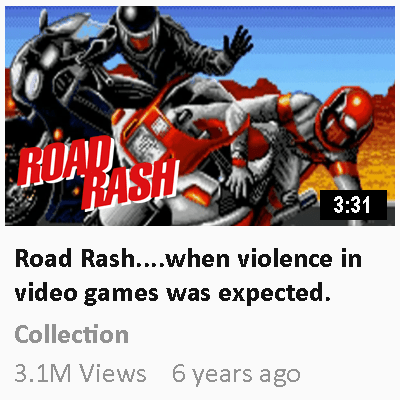 ROAD
RASH
3:31
Road Rash....when violence in
video games was expected.
Collection
3.1M Views 6 years ago